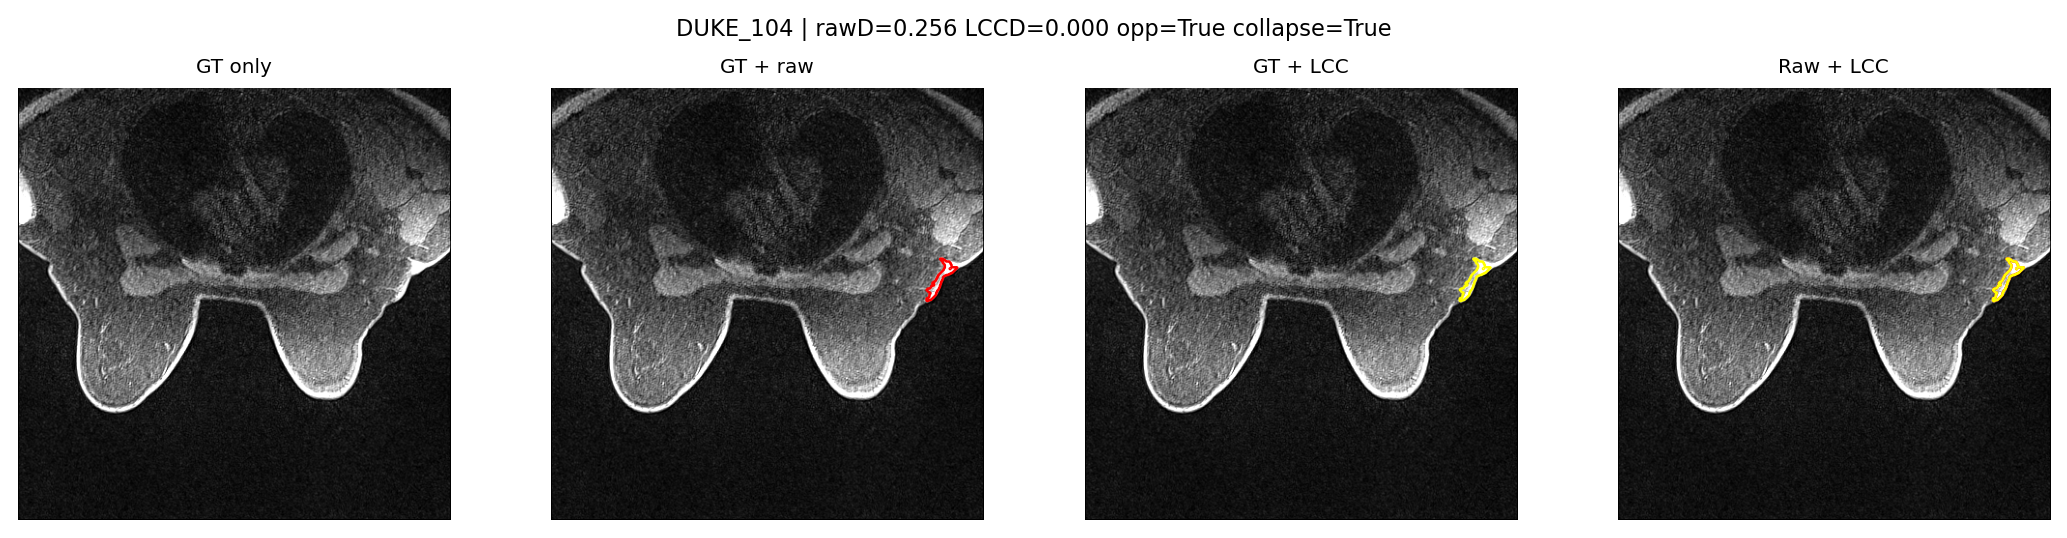 DUKE_104 | rawD=0.256 LCCD=0.000 opp=True collapse=True
GT only
GT + raw
GT + LCC
Raw + LCC